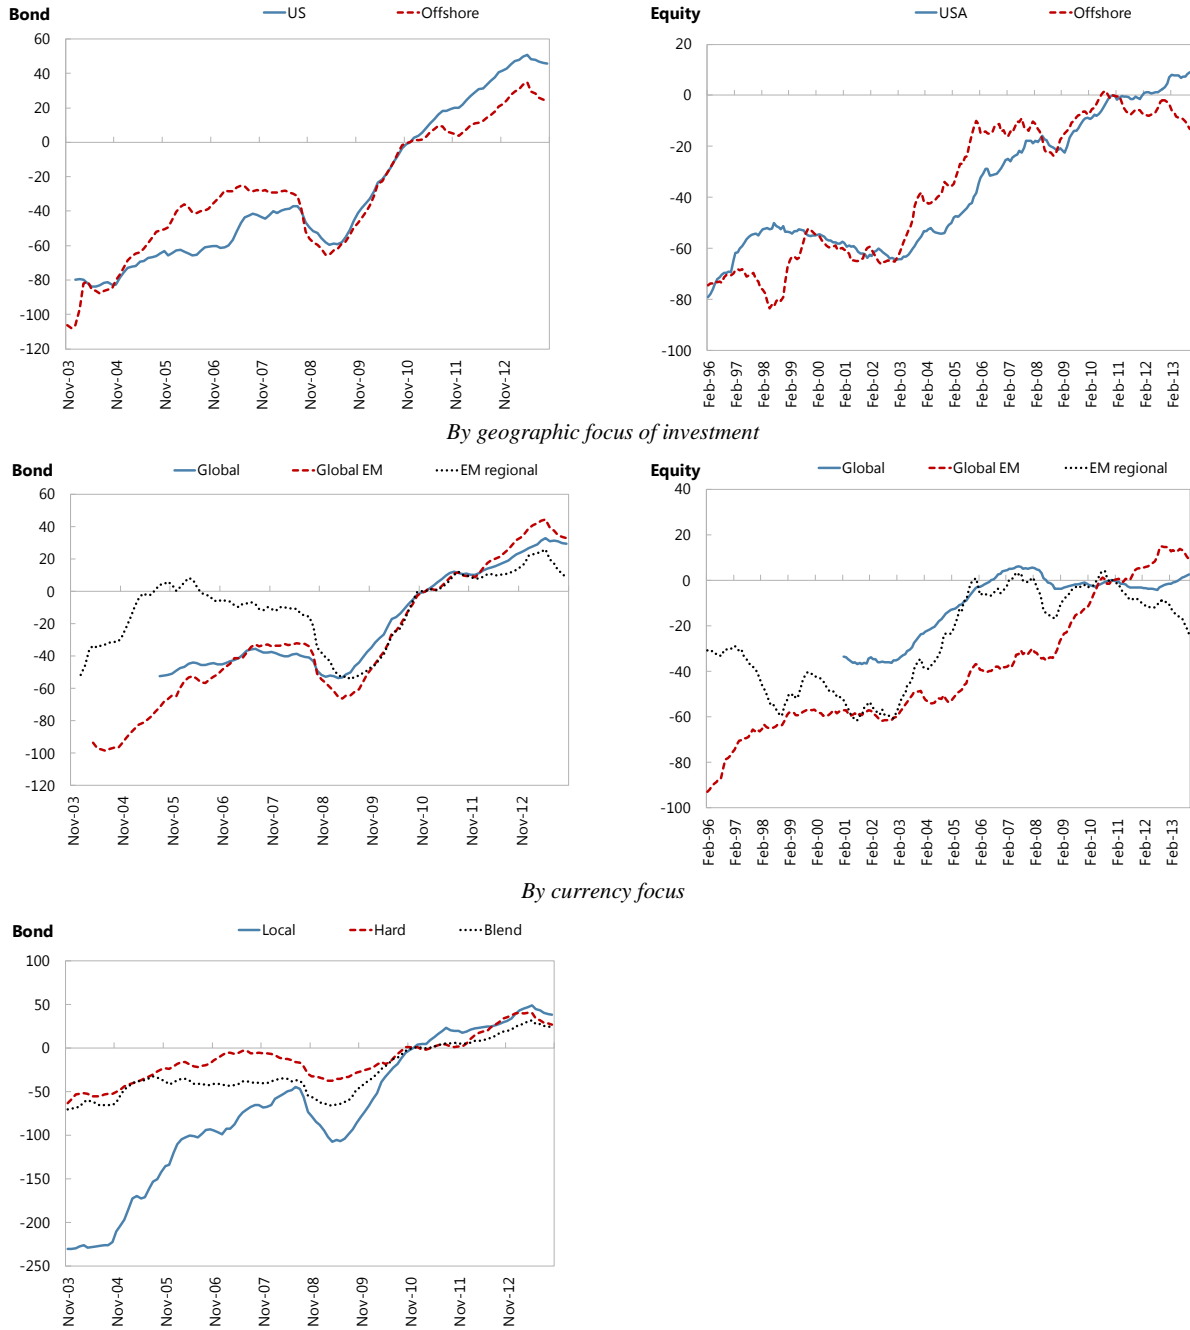 Bond
US
Offshore
60
40
20
0
-20
-40
-60
-80
-100
-120
Nov-03
Nov-04
Nov-05
Nov-06
Nov-07
Nov-08
Nov-09
Nov-10
Nov-11
Nov-12
Equity
USA
Offshore
20
0
-20
-40
-60
-80
-100
Feb-96
Feb-97
Feb-98
Feb-99
Feb-00
Feb-01
Feb-02
Feb-03
Feb-04
Feb-05
Feb-06
Feb-07
Feb-08
Feb-09
Feb-10
Feb-11
Feb-12
Feb-13
By geographic focus of investment
Bond
Global
Global EM
EM regional
60
40
20
0
-20
-40
-60
-80
-100
-120
Nov-03
Nov-04
Nov-05
Nov-06
Nov-07
Nov-08
Nov-09
Nov-10
Nov-11
Nov-12
Equity
Global
Global EM
EM regional
40
20
0
-20
-40
-60
-80
-100
Feb-96
Feb-97
Feb-98
Feb-99
Feb-00
Feb-01
Feb-02
Feb-03
Feb-04
Feb-05
Feb-06
Feb-07
Feb-08
Feb-09
Feb-10
Feb-11
Feb-12
Feb-13
By currency focus
Bond
Local
Hard
Blend
100
50
0
-50
-100
-150
-200
-250
Nov-03
Nov-04
Nov-05
Nov-06
Nov-07
Nov-08
Nov-09
Nov-10
Nov-11
Nov-12